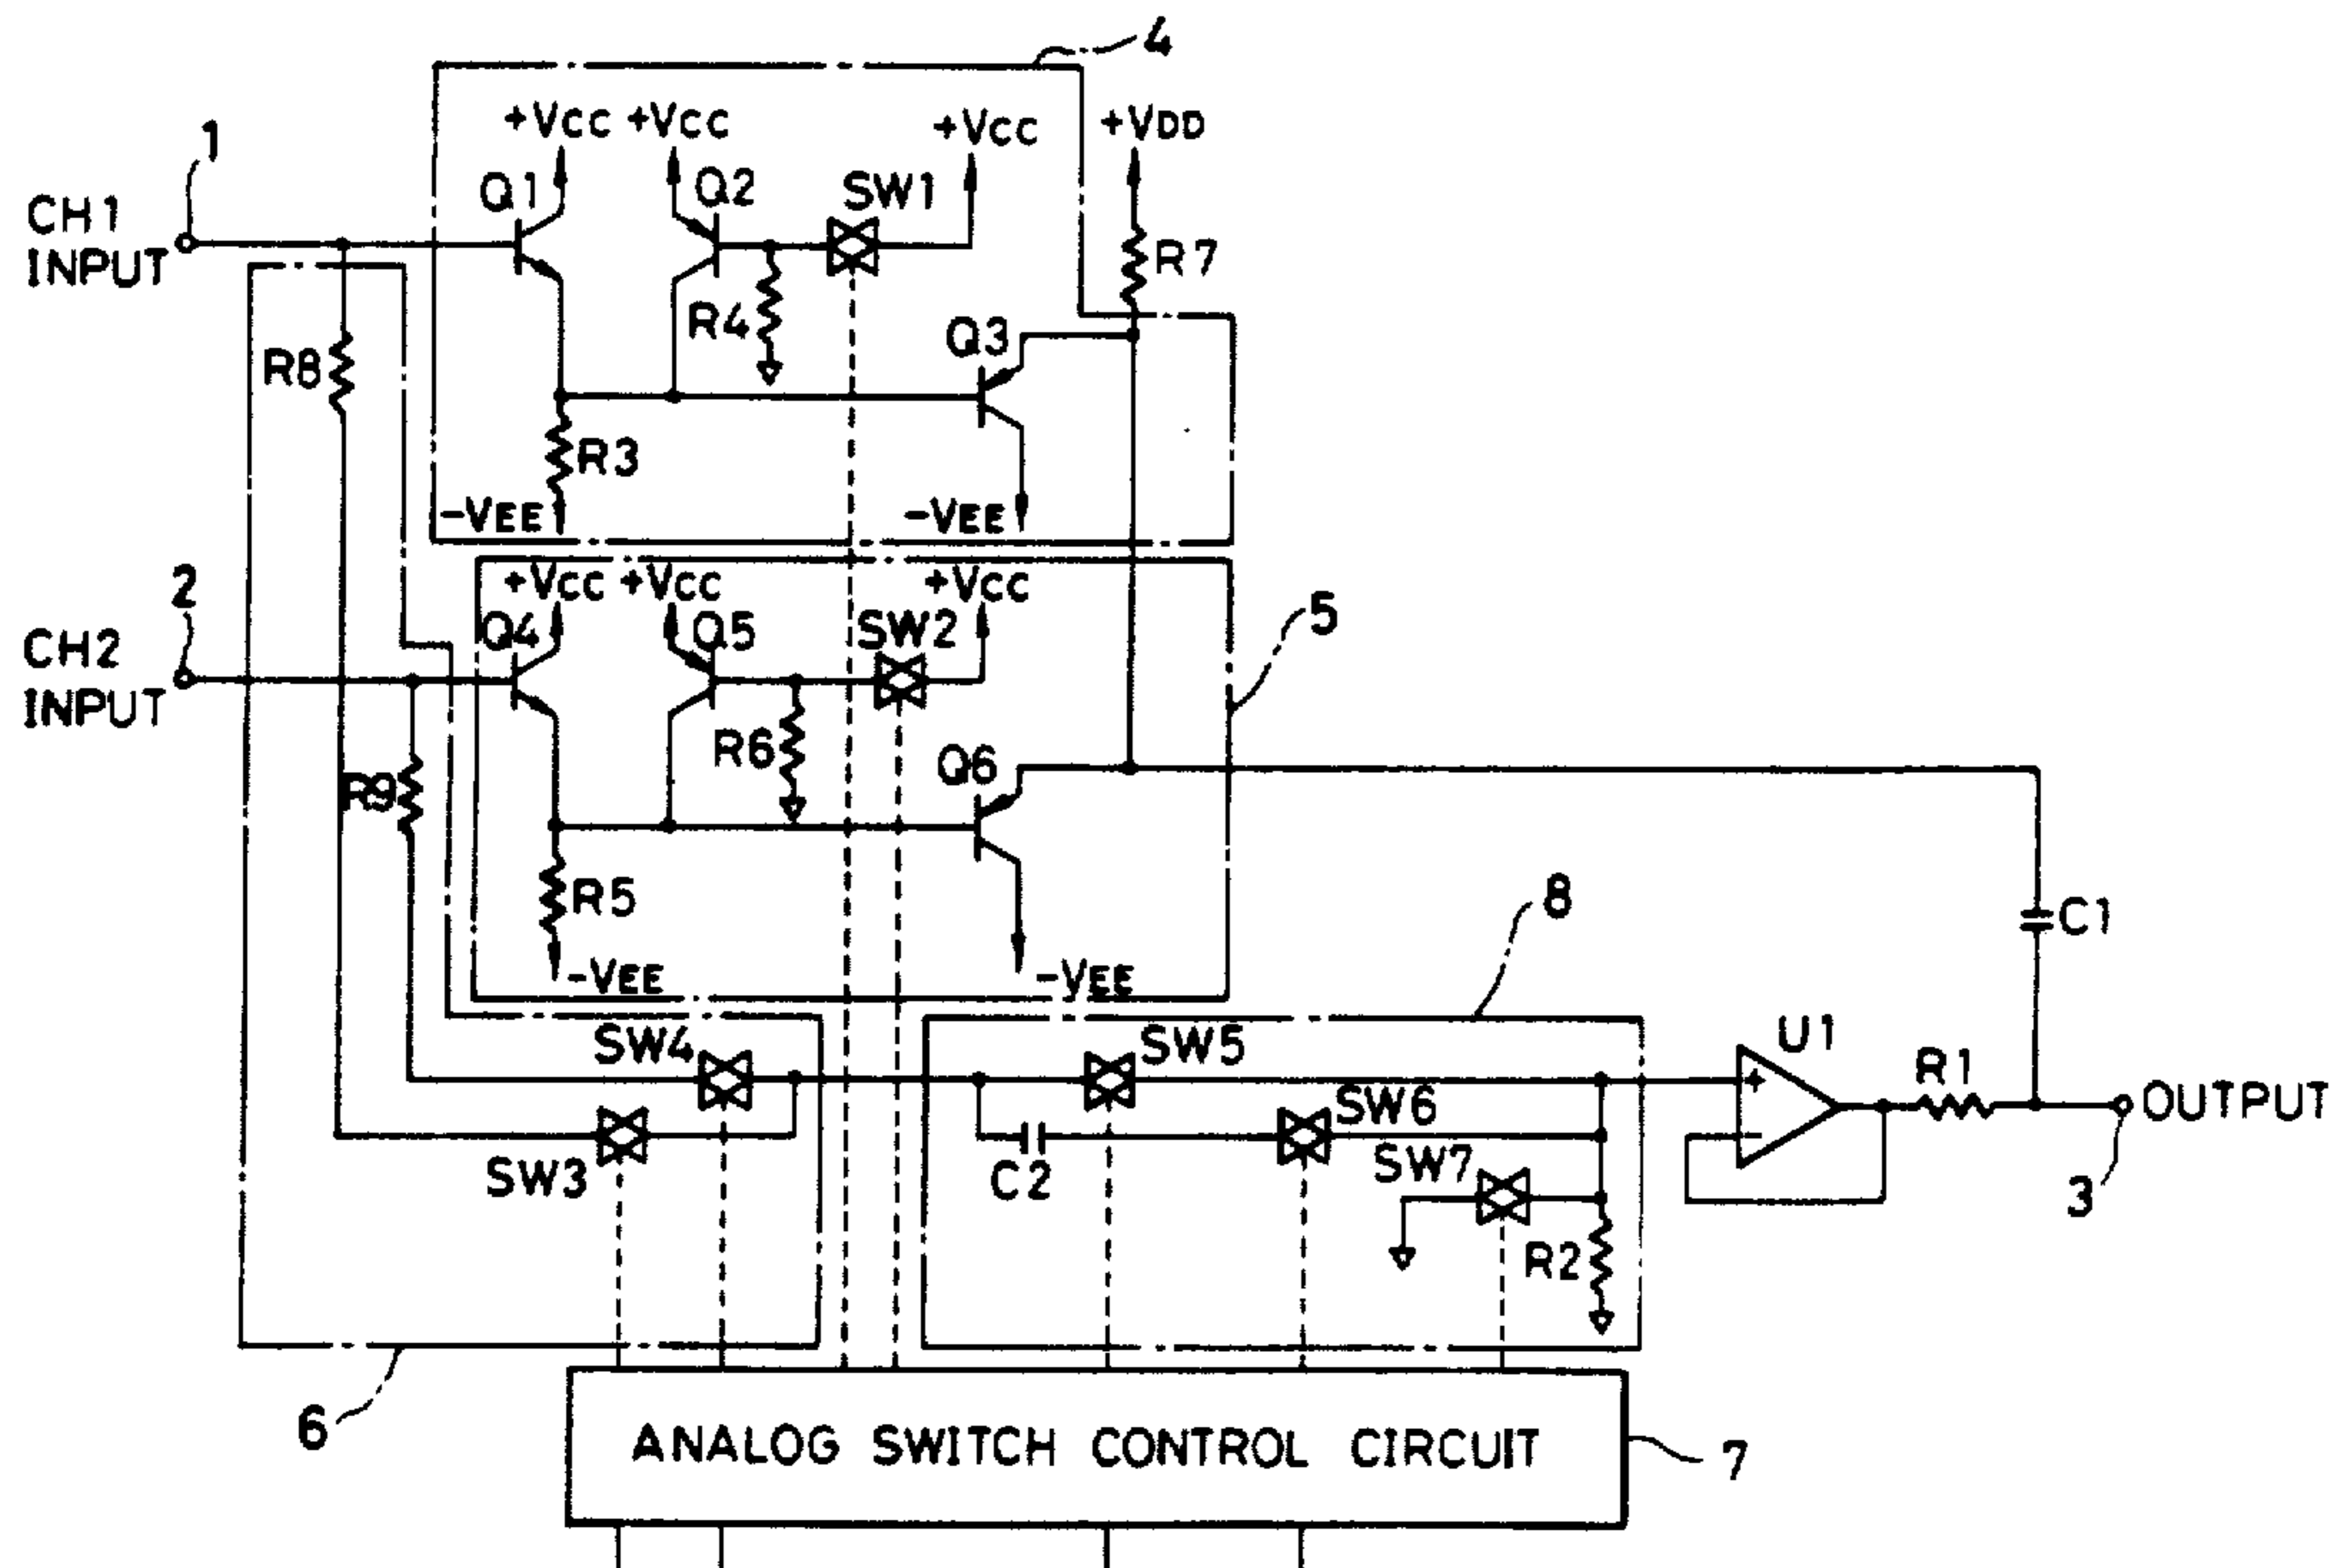 4
+VCC +VCC +VCC +VDD
1
Q1 Q2 SW1
CH1
INPUT
R7
R4
Q3
R8
R3
-VEE -VEE
2
+VCC +VCC +VCC
5
Q4 Q5 SW2
CH2
INPUT
R6
Q6
R9
R5
8
C1
-VEE -VEE
SW4 SW5
U1
R1
+
OUTPUT
SW6
-
SW3
C2
SW7
3
R2
6
ANALOG SWITCH CONTROL CIRCUIT
7